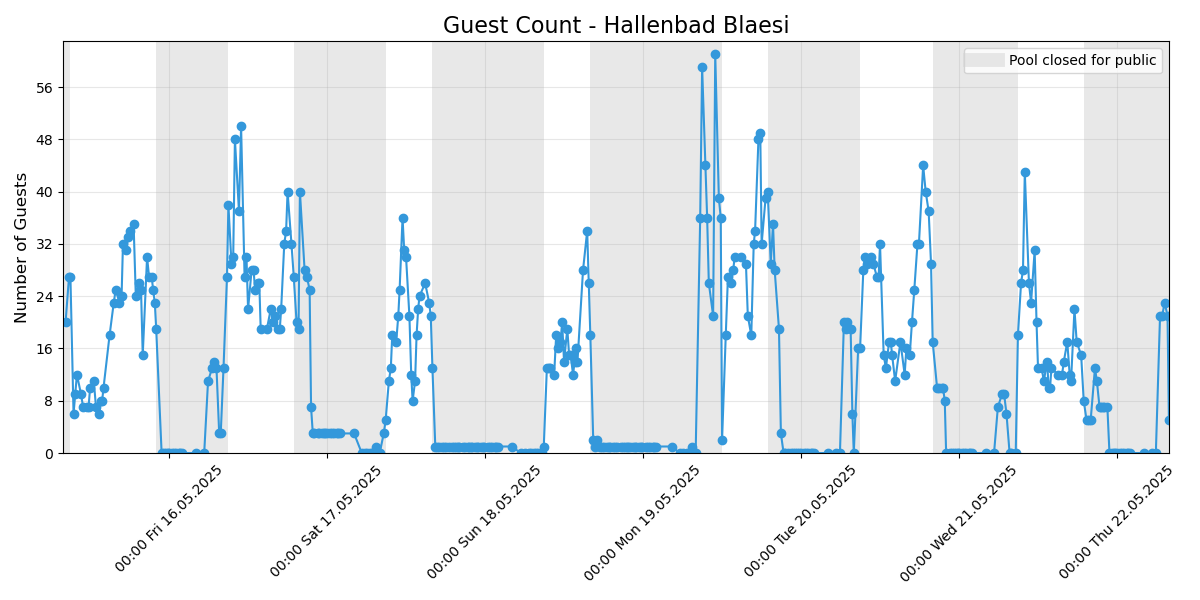 Guest Count - Hallenbad Blaesi
Pool closed for public
Number of Guests
56
48
40
32
24
16
8
0
00:00 Fri 16.05.2025
00:00 Sat 17.05.2025
00:00 Sun 18.05.2025
00:00 Mon 19.05.2025
00:00 Tue 20.05.2025
00:00 Wed 21.05.2025
00:00 Thu 22.05.2025